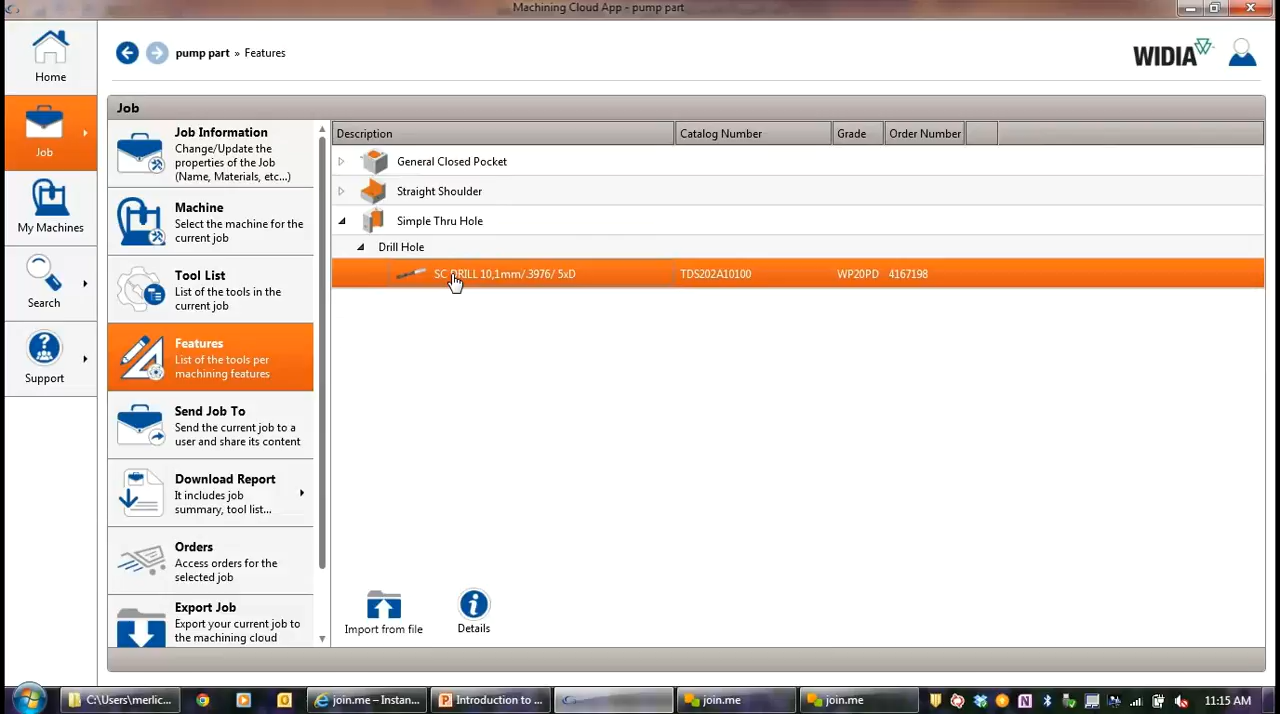 Machining Cloud App - pump part
Home
Job
My Machines
Search
Support
pump part » Features
WIDIA
Job
Job Information
Change/Update the
properties of the Job
(Name, Materials, etc...)
Machine
Select the machine for the
current job
Tool List
List of the tools in the
current job
Features
List of the tools per
machining features
Send Job To
Send the current job to a
user and share its content
Download Report
It includes job
summary, tool list...
Orders
Access orders for the
selected job
Export Job
Export your current job to
the machining cloud
Description Catalog Number Grade Order Number
General Closed Pocket
Straight Shoulder
Simple Thru Hole
Drill Hole
SC DRILL 10,1mm/.3976/ 5xD TDS202A10100 WP20PD 4167198
Import from file
Details
C:\Users\merlic... join.me – Instan... Introduction to ... join.me join.me 11:15 AM